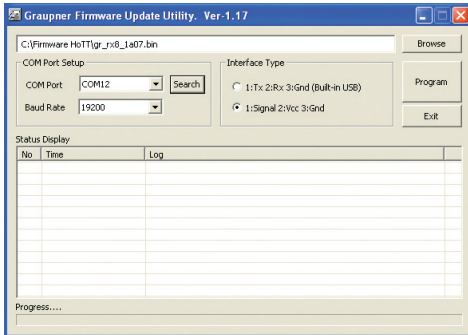 Graupner Firmware Update Utility. Ver-1.17
C:\Firmware HoTT\gr_rx8_1a07.bin
Browse
COM Port Setup
COM Port COM12 Search
Baud Rate 19200
Interface Type
1:Tx 2:Rx 3:Gnd (Built-in USB)
1:Signal 2:Vcc 3:Gnd
Program
Exit
Status Display
No Time Log
Progress....